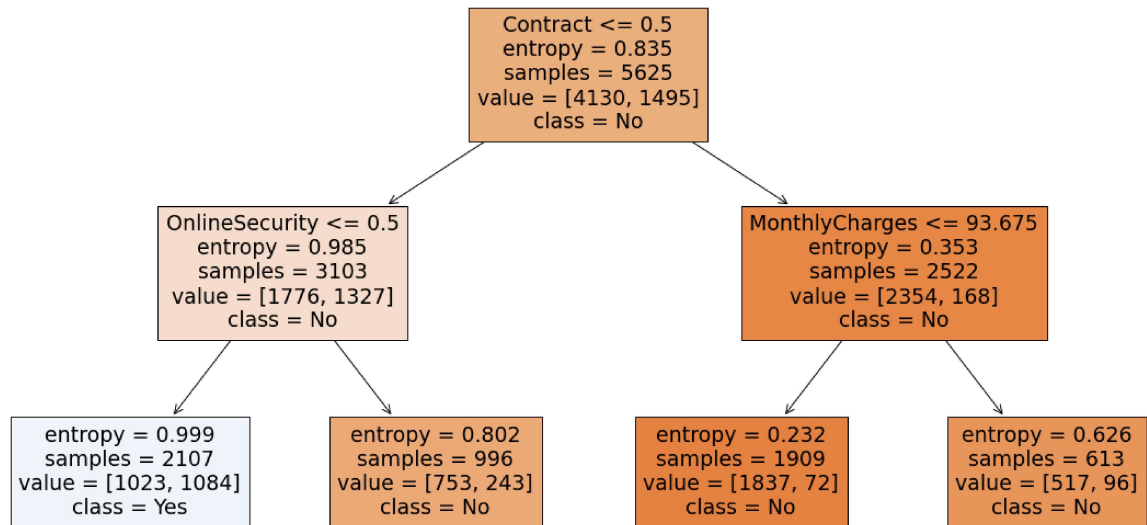 Contract <= 0.5
entropy = 0.835
samples = 5625
value = [4130, 1495]
class = No
OnlineSecurity <= 0.5
entropy = 0.985
samples = 3103
value = [1776, 1327]
class = No
MonthlyCharges <= 93.675
entropy = 0.353
samples = 2522
value = [2354, 168]
class = No
entropy = 0.999
samples = 2107
value = [1023, 1084]
class = Yes
entropy = 0.802
samples = 996
value = [753, 243]
class = No
entropy = 0.232
samples = 1909
value = [1837, 72]
class = No
entropy = 0.626
samples = 613
value = [517, 96]
class = No